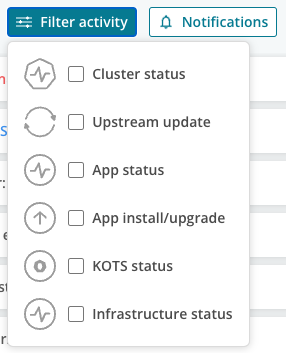 Filter activity
Notifications
Cluster status
Upstream update
App status
App install/upgrade
KOTS status
Infrastructure status